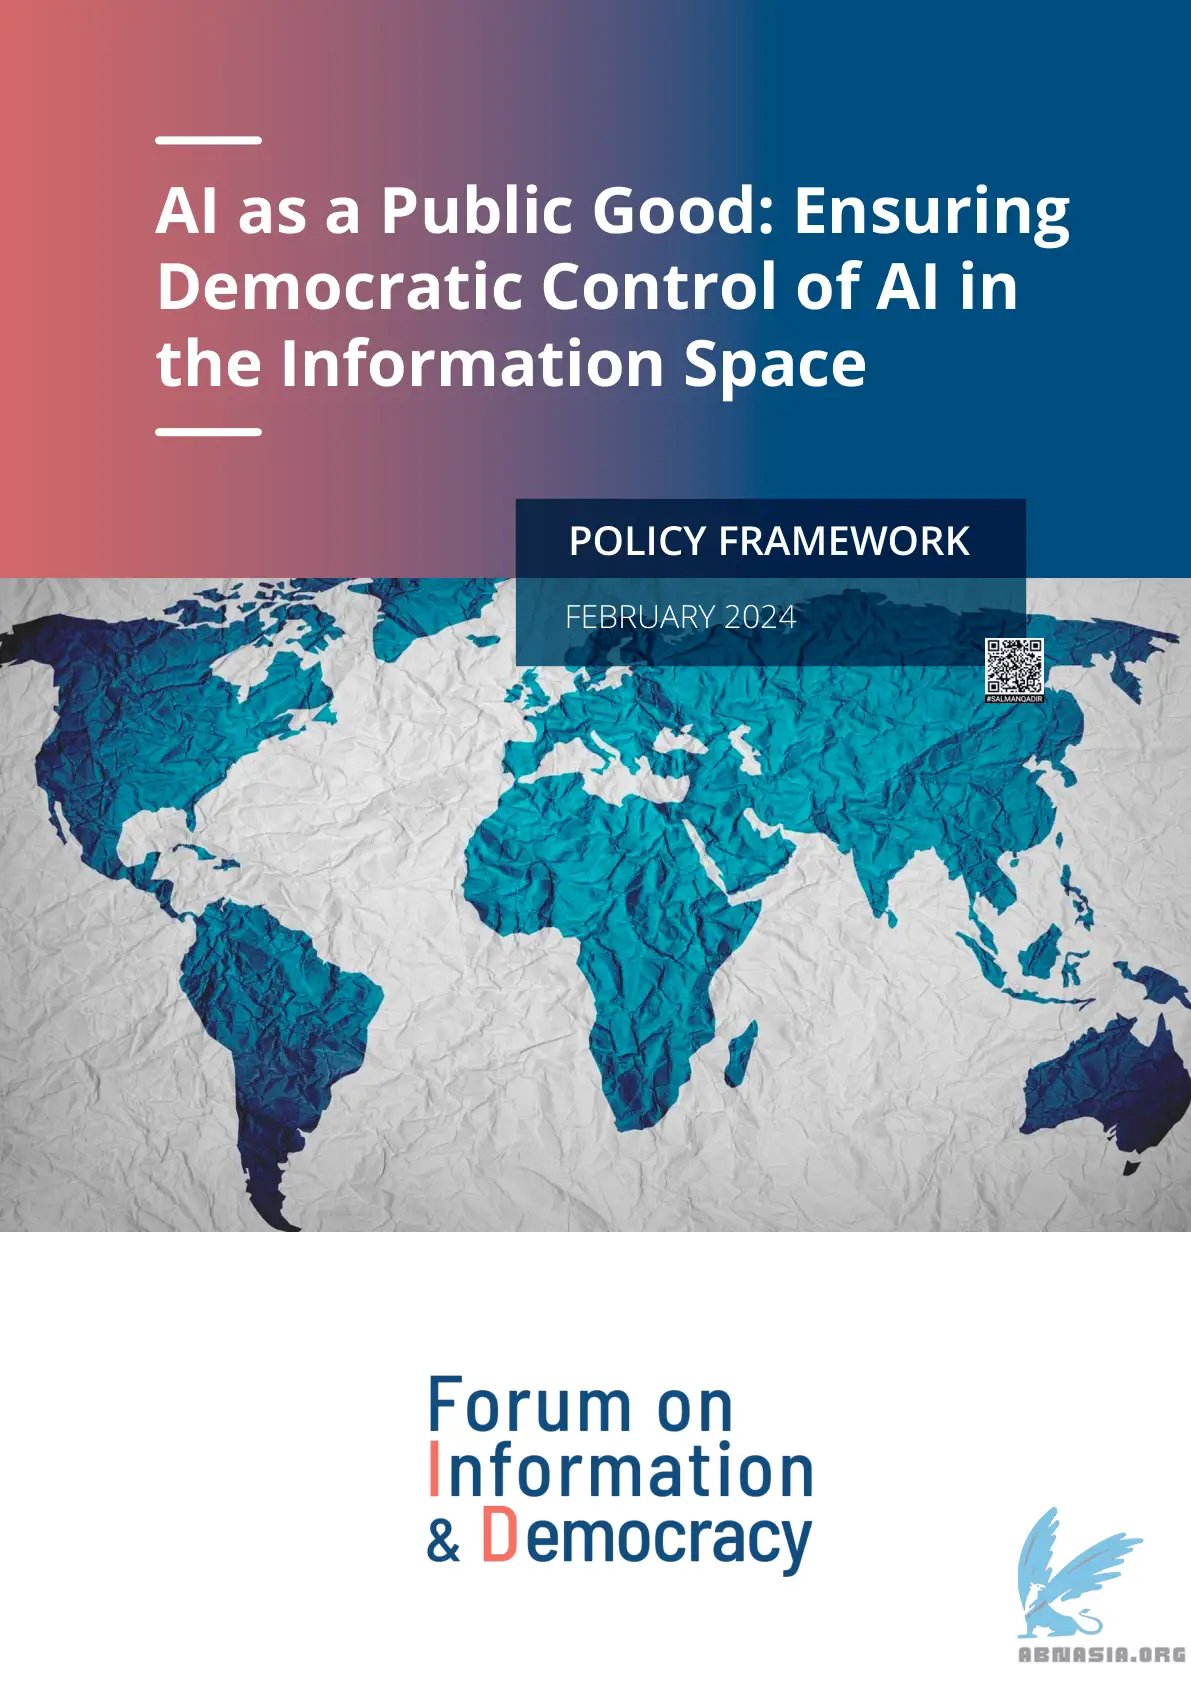 AI as a Public Good: Ensuring
Democratic Control of AI in
the Information Space
POLICY FRAMEWORK
FEBRUARY 2024
#SALMANQADIR
Forum on
Information
& Democracy
ABNASIA.ORG